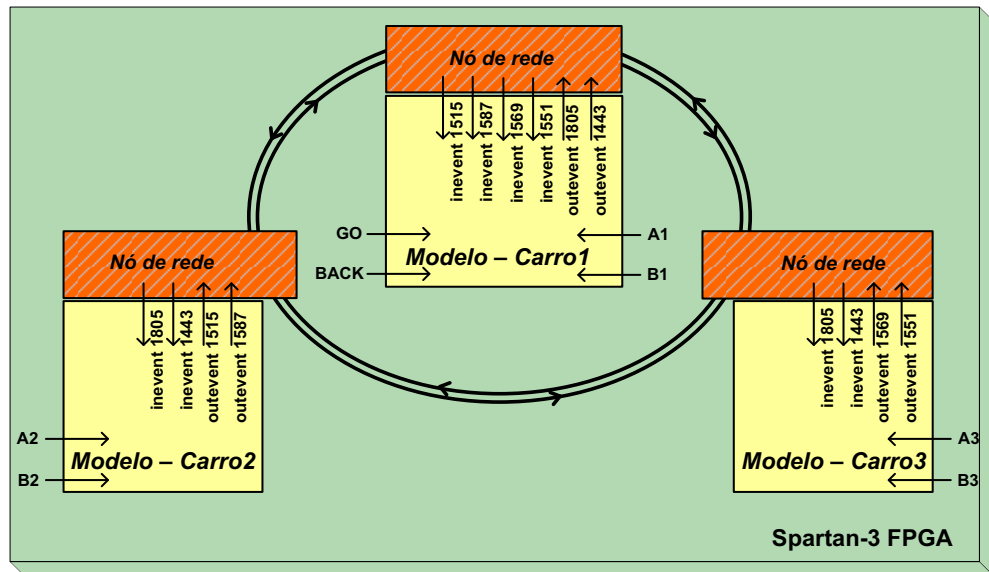 Nó de rede
inevent 1515
inevent 1587
inevent 1569
inevent 1551
outevent 1805
outevent 1443
GO
BACK
A1
B1
Modelo – Carro1
Nó de rede
inevent 1805
inevent 1443
outevent 1515
outevent 1587
A2
B2
Modelo – Carro2
Nó de rede
inevent 1805
inevent 1443
outevent 1569
outevent 1551
A3
B3
Modelo – Carro3
Spartan-3 FPGA